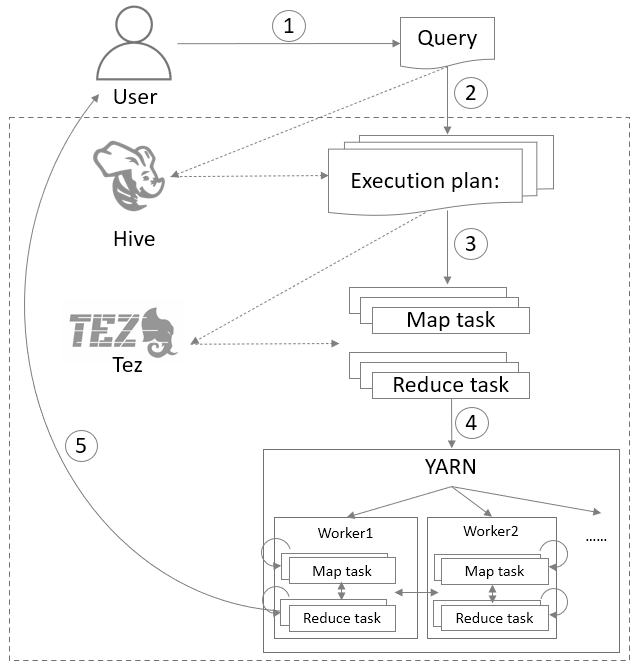 1
Query
User
2
Execution plan:
Hive
3
Map task
TEZ
Tez
Reduce task
4
5
YARN
Worker1
Worker2
......
Map task
Map task
Reduce task
Reduce task